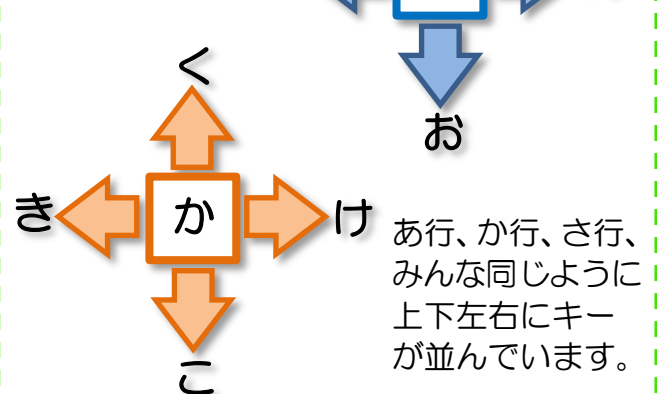 く
お
き
か
け
こ
あ行、か行、さ行、
みんな同じように
上下左右にキー
が並んでいます。